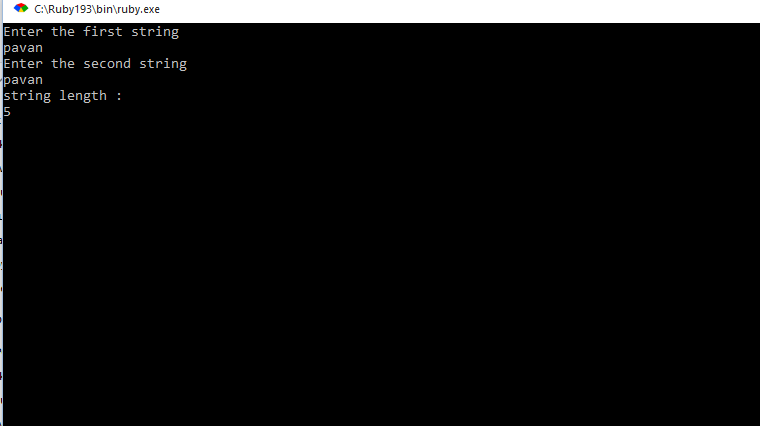 C:\Ruby193\bin\ruby.exe
Enter the first string
pavan
Enter the second string
pavan
string length :
5